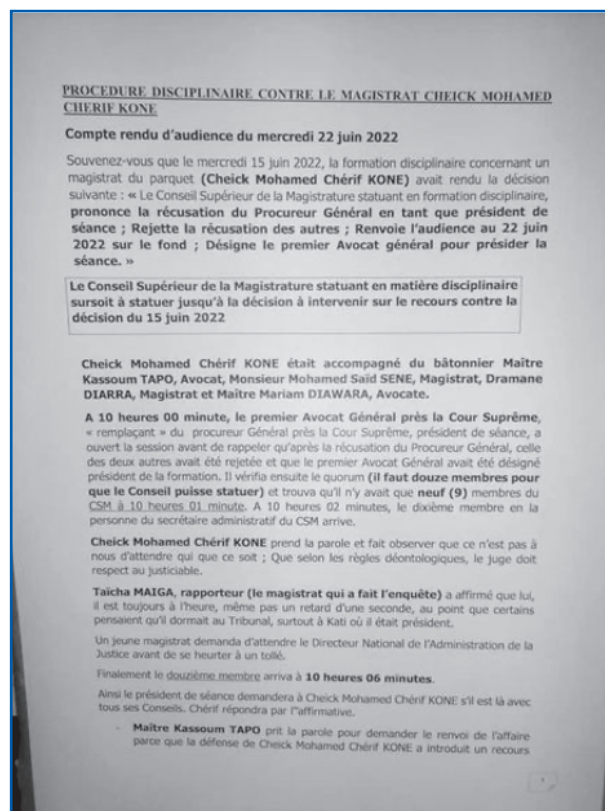 PROCEDURE DISCIPLINAIRE CONTRE LE MAGISTRAT CHEICK MOHAMED
CHERIF KONE
Compte rendu d'audience du mercredi 22 juin 2022
Souvenez-vous que le mercredi 15 juin 2022, la formation disciplinaire concernant un
magistrat du parquet (Cheick Mohamed Chérif KONE) avait rendu la décision
suivante : « Le Conseil Supérieur de la Magistrature statuant en formation disciplinaire,
prononce la récusation du Procureur Général en tant que président de
séance ; Rejette la récusation des autres ; Renvoie l'audience au 22 juin
2022 sur le fond ; Désigne le premier Avocat général pour présider la
séance. »
Le Conseil Supérieur de la Magistrature statuant en matière disciplinaire
sursoit à statuer jusqu'à la décision à intervenir sur le recours contre la
décision du 15 juin 2022
Cheick Mohamed Chérif KONE était accompagné du bâtonnier Maître
Kassoum TAPO, Avocat, Monsieur Mohamed Saïd SENE, Magistrat, Dramane
DIARRA, Magistrat et Maître Mariam DIAWARA, Avocate.
A 10 heures 00 minute, le premier Avocat Général près la Cour Suprême,
« remplaçant » du procureur Général près la Cour Suprême, président de séance, a
ouvert la session avant de rappeler qu'après la récusation du Procureur Général, celle
des deux autres avait été rejetée et que le premier Avocat Général avait été désigné
président de la formation. Il vérifia ensuite le quorum (il faut douze membres pour
que le Conseil puisse statuer) et trouva qu'il n'y avait que neuf (9) membres du
CSM à 10 heures 01 minute. A 10 heures 02 minutes, le dixième membre en la
personne du secrétaire administratif du CSM arrive.
Cheick Mohamed Chérif KONE prend la parole et fait observer que ce n'est pas à
nous d'attendre qui que ce soit ; Que selon les règles déontologiques, le juge doit
respect au justiciable.
Taïcha MAIGA, rapporteur (le magistrat qui a fait l'enquête) a affirmé que lui,
il est toujours à l'heure, même pas un retard d'une seconde, au point que certains
pensaient qu'il dormait au Tribunal, surtout à Kati où il était président.
Un jeune magistrat demanda d'attendre le Directeur National de l'Administration de la
Justice avant de se heurter à un tollé.
Finalement le douzième membre arriva à 10 heures 06 minutes.
Ainsi le président de séance demandera à Cheick Mohamed Chérif KONE s'il est là avec
tous ses Conseils. Chérif répondra par l'affirmative.
- Maître Kassoum TAPO prit la parole pour demander le renvoi de l'affaire
parce que la défense de Cheick Mohamed Chérif KONE a introduit un recours